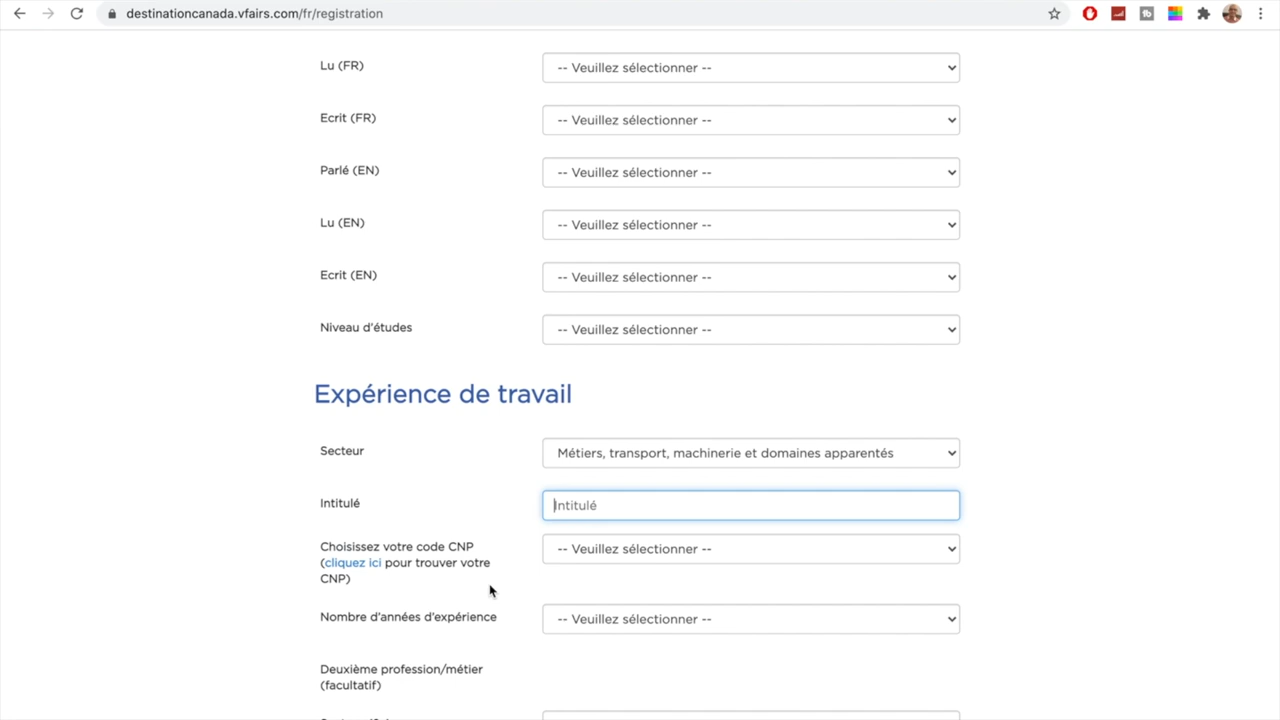 destinationcanada.vfairs.com/fr/registration
Lu (FR)
-- Veuillez sélectionner --
Ecrit (FR)
-- Veuillez sélectionner --
Parlé (EN)
-- Veuillez sélectionner --
Lu (EN)
-- Veuillez sélectionner --
Ecrit (EN)
-- Veuillez sélectionner --
Niveau d'études
-- Veuillez sélectionner --
Expérience de travail
Secteur
Métiers, transport, machinerie et domaines apparentés
Intitulé
Intitulé
Choisissez votre code CNP
(cliquez ici pour trouver votre
CNP)
-- Veuillez sélectionner --
Nombre d'années d'expérience
-- Veuillez sélectionner --
Deuxième profession/métier
(facultatif)